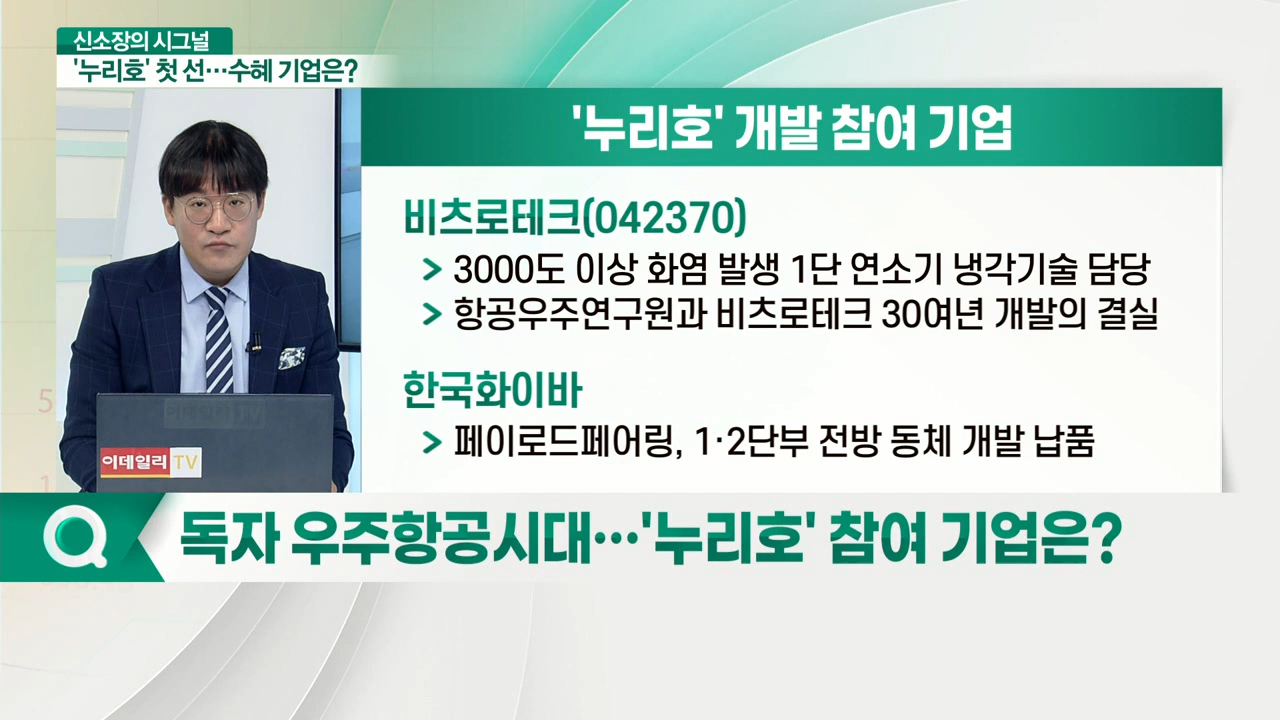 신소장의 시그널
'누리호' 첫 선…수혜 기업은?
'누리호' 개발 참여 기업
비츠로테크(042370)
> 3000도 이상 화염 발생 1단 연소기 냉각기술 담당
> 항공우주연구원과 비츠로테크 30여년 개발의 결실
한국화이바
> 페이로드페어링, 1·2단부 전방 동체 개발 납품
이데일리 TV
이데일리TV
Q 독자 우주항공시대…'누리호' 참여 기업은?